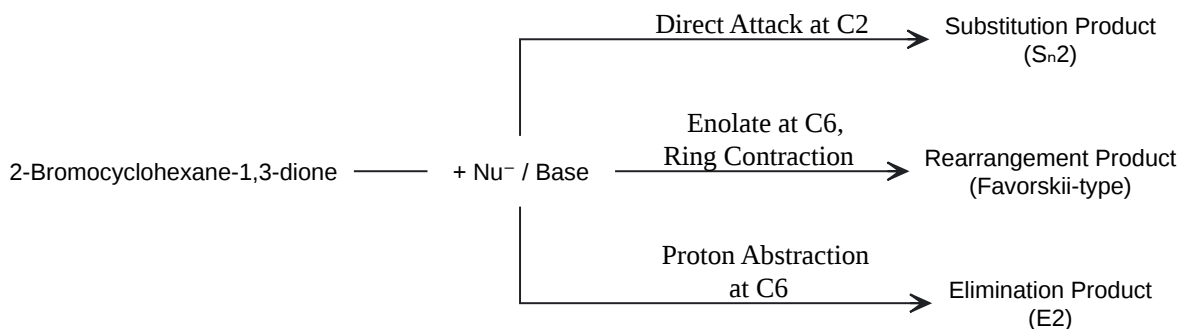 Direct Attack at C2
Substitution Product
(Sₙ2)
Enolate at C6,
Ring Contraction
2-Bromocyclohexane-1,3-dione
+ Nu⁻ / Base
Rearrangement Product
(Favorskii-type)
Proton Abstraction
at C6
Elimination Product
(E2)